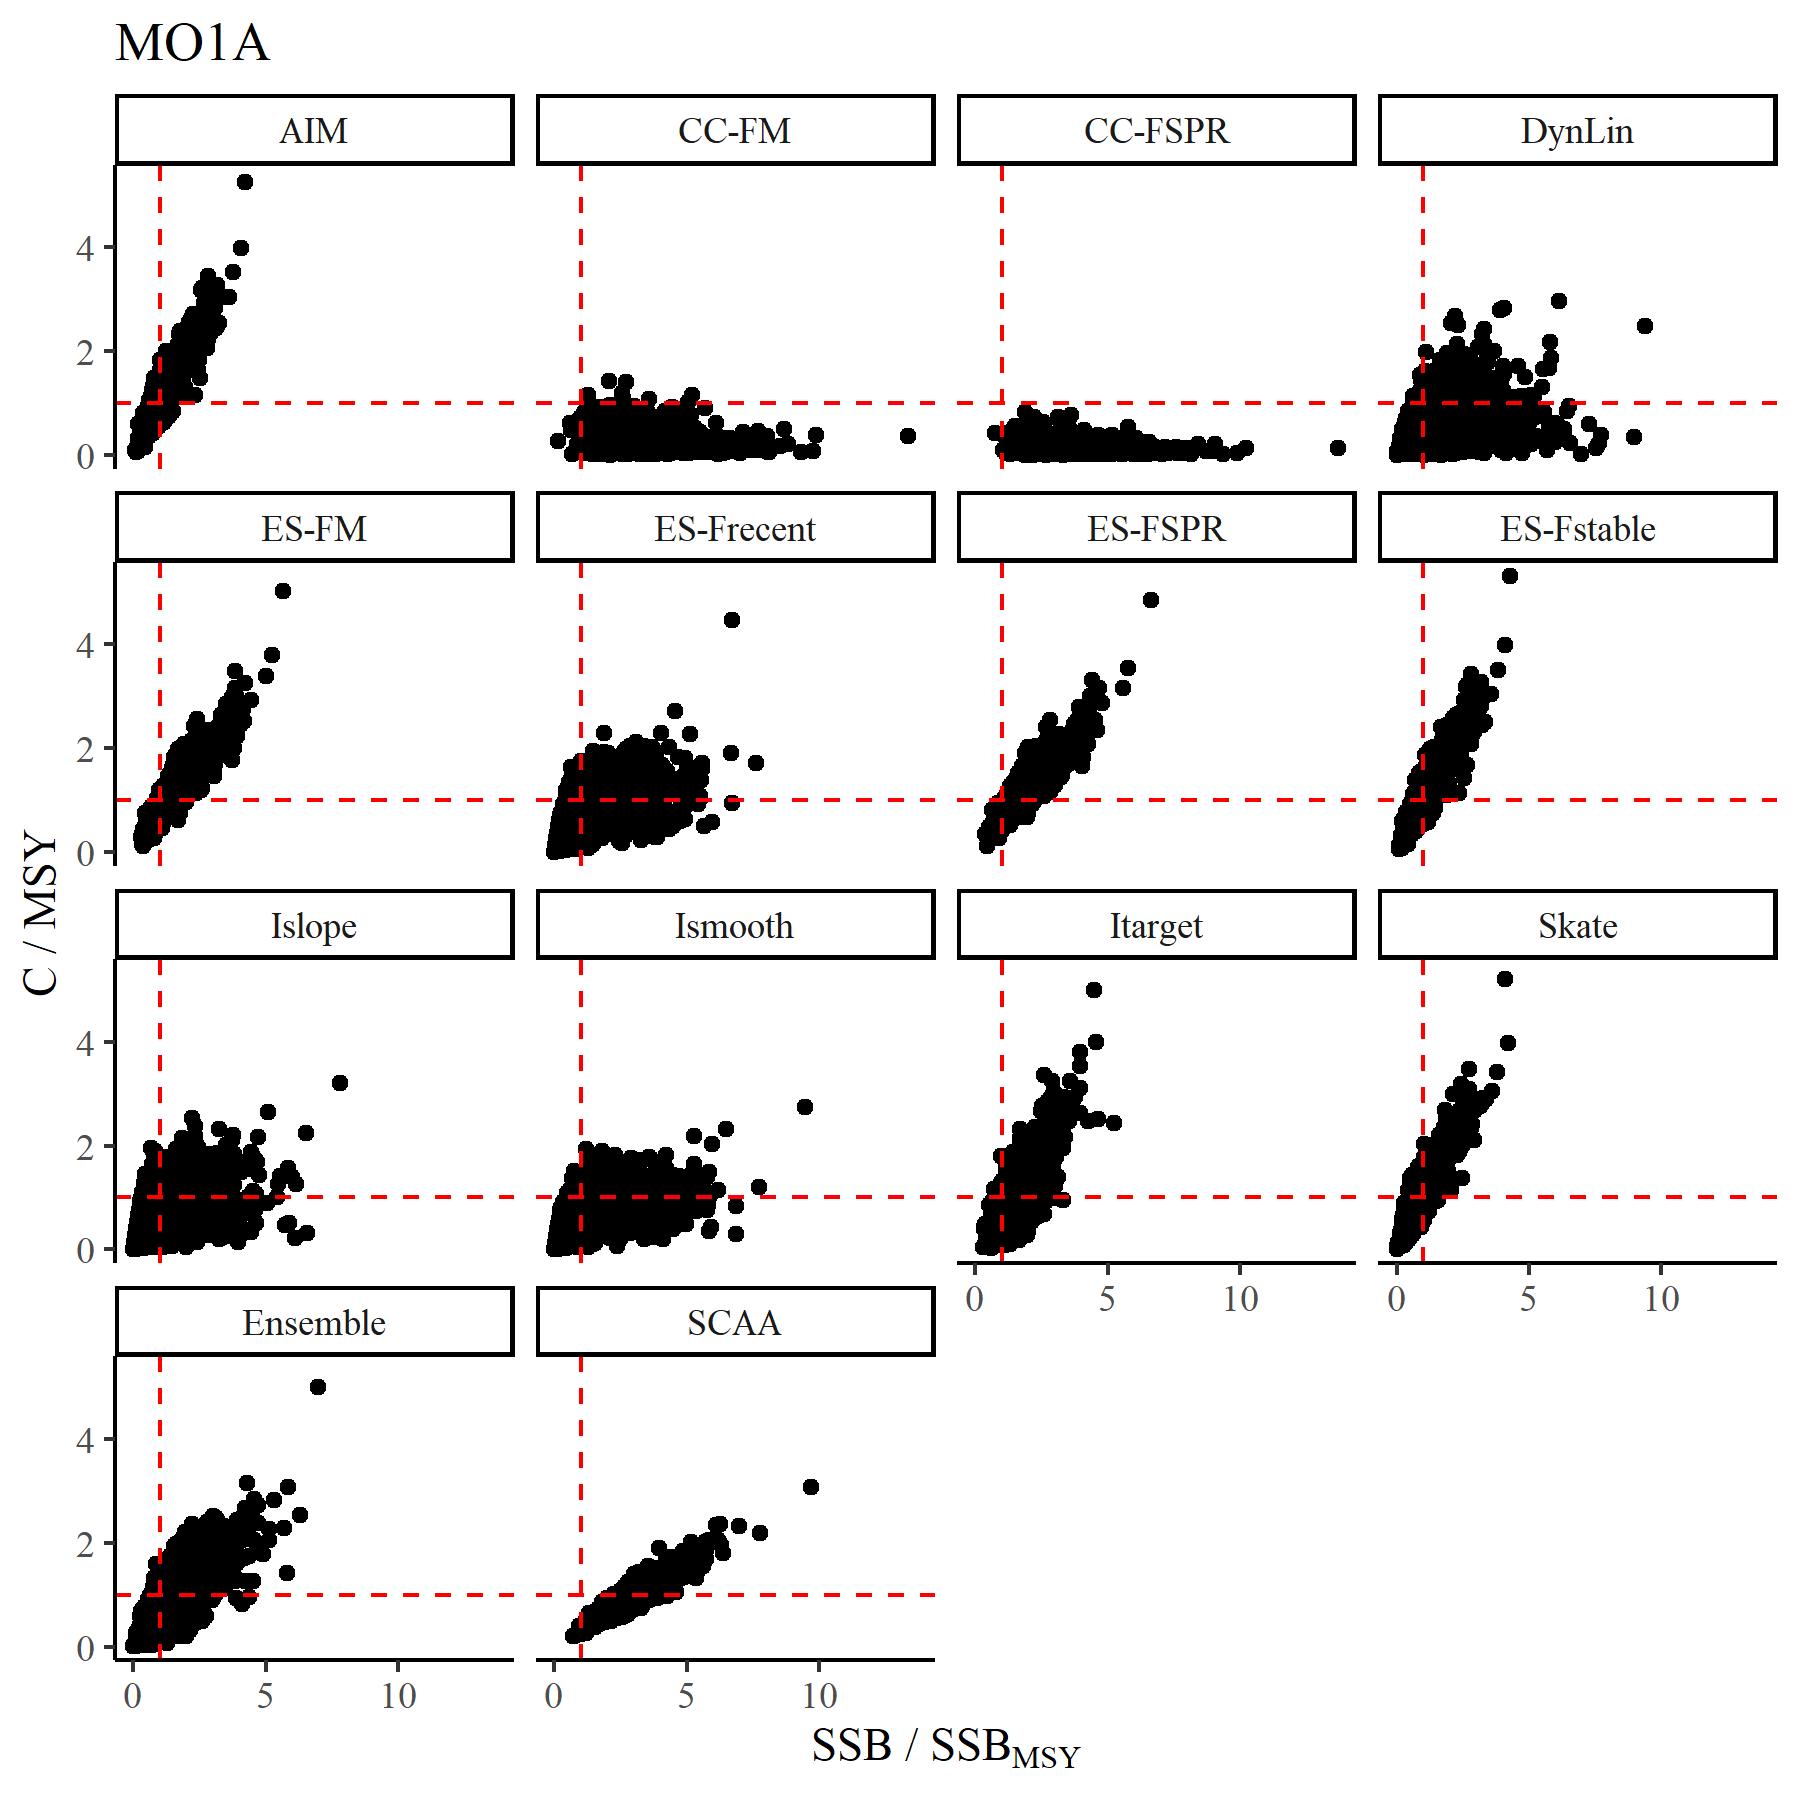 MO1A
AIM CC-FM CC-FSPR DynLin
4
2
0
ES-FM ES-Frecent ES-FSPR ES-Fstable
4
2
0
Islope Ismooth Itarget Skate
4
2
0
0 5 10 0 5 10
Ensemble SCAA
4
2
0
0 5 10 0 5 10
C / MSY
SSB / SSBMSY